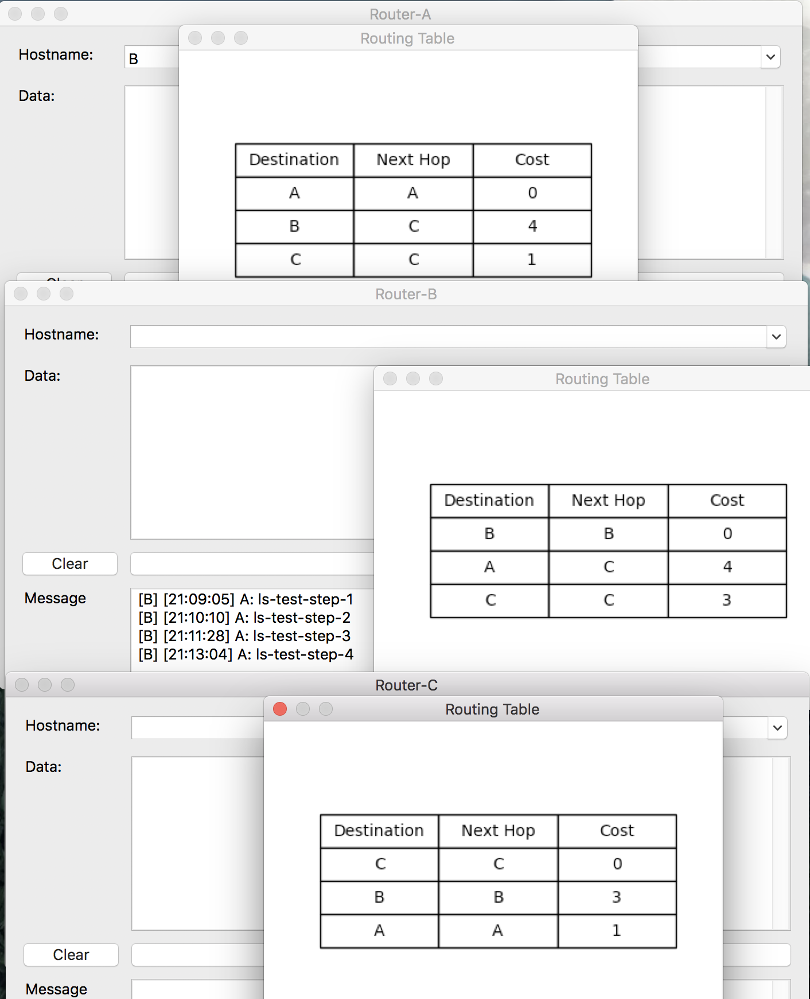 Router-A
Routing Table
Hostname:
B
Data:
Destination Next Hop Cost
A A 0
B C 4
C C 1
Router-B
Hostname:
Data:
Routing Table
Destination Next Hop Cost
B B 0
A C 4
C C 3
Clear
Message
[B] [21:09:05] A: ls-test-step-1
[B] [21:10:10] A: ls-test-step-2
[B] [21:11:28] A: ls-test-step-3
[B] [21:13:04] A: ls-test-step-4
Router-C
Routing Table
Hostname:
Data:
Destination Next Hop Cost
C C 0
B B 3
A A 1
Clear
Message